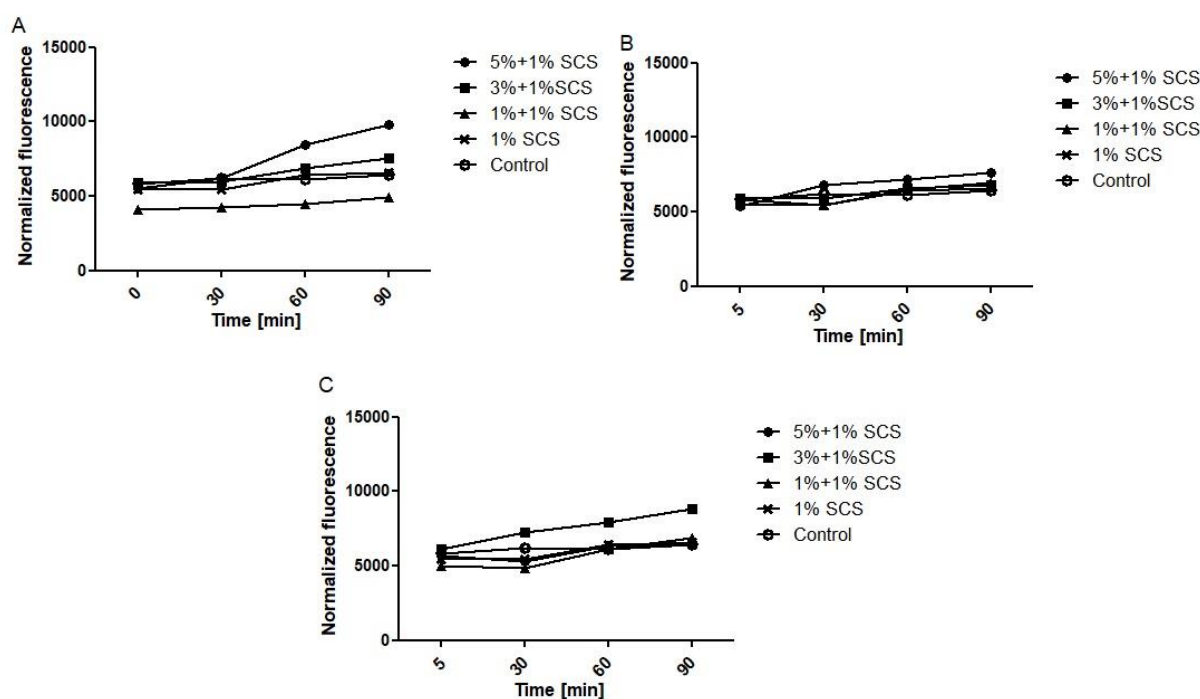 A
Normalized fluorescence
15000
10000
5000
0
0
30
60
90
Time [min]
5%+1% SCS
3%+1%SCS
1%+1% SCS
1% SCS
Control
B
Normalized fluorescence
15000
10000
5000
0
5
30
60
90
Time [min]
5%+1% SCS
3%+1%SCS
1%+1% SCS
1% SCS
Control
C
Normalized fluorescence
15000
10000
5000
0
5
30
60
90
Time [min]
5%+1% SCS
3%+1%SCS
1%+1% SCS
1% SCS
Control